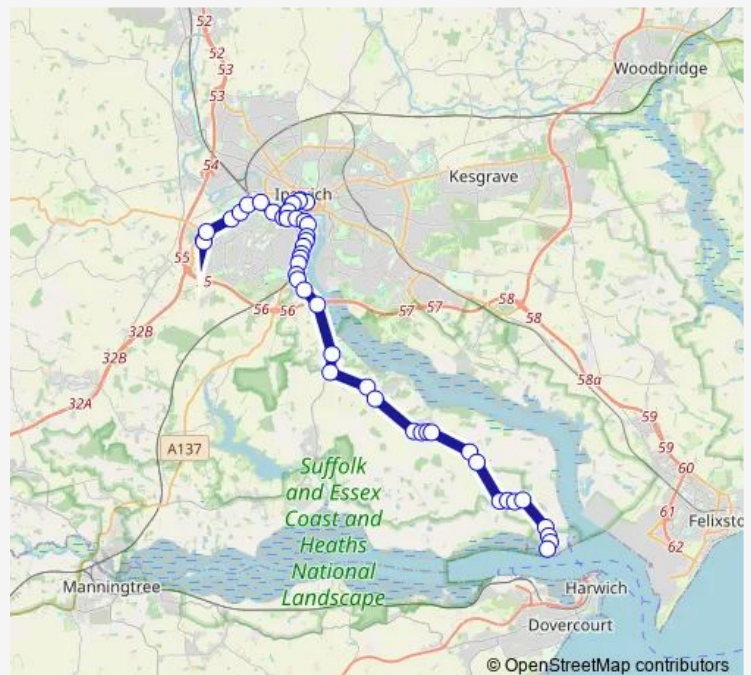 52
52
53
53
Woodbridge
54
Kesgrave
Ipswich
55
5
56 56
57 57
58
58
32B
32B
58a
32A
59
59
A137
60
Suffolk
and Essex
Coast and
Heaths
National
Landscape
61
Felixsto
62
Manningtree
Harwich
Dovercourt
© OpenStreetMap contributors